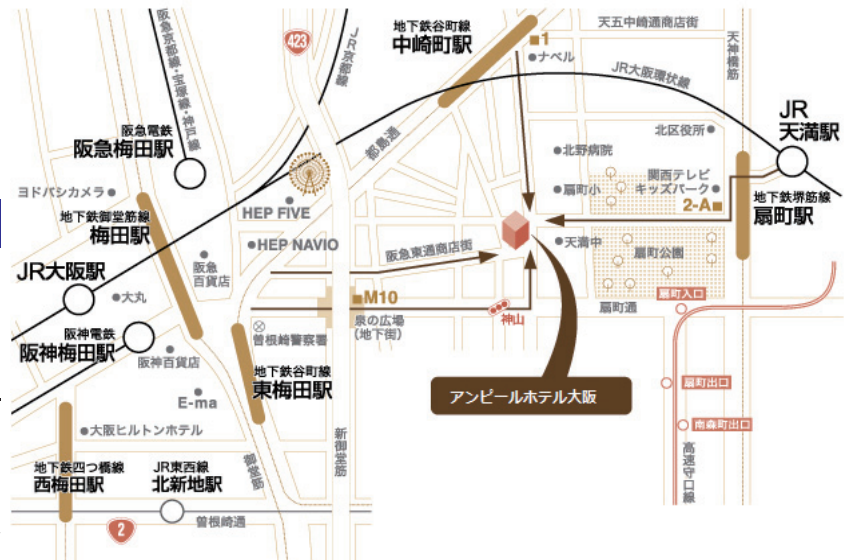 天五中崎通商店街
地下鉄谷町線
中崎町駅
■1
ナベル
423
JR京都線
阪急京都線・宝塚線・神戸線
天神橋筋
JR大阪環状線
JR
天満駅
阪急電鉄
阪急梅田駅
都島通
北区役所
北野病院
関西テレビ
キッズパーク
扇町小
2-A■
地下鉄堺筋線
扇町駅
ヨドバシカメラ
地下鉄御堂筋線
梅田駅
HEP FIVE
HEP NAVIO
阪急
百貨店
阪急東通商店街
天満中
扇町公園
JR大阪駅
大丸
■M10
扇町入口
扇町通
神山
泉の広場
(地下街)
曽根崎警察署
阪神電鉄
阪神梅田駅
阪神百貨店
地下鉄谷町線
東梅田駅
扇町出口
アンピールホテル大阪
E-ma
大阪ヒルトンホテル
南森町出口
新御堂筋
御堂筋
高速守口線
地下鉄四つ橋線
西梅田駅
JR東西線
北新地駅
曽根崎通
2